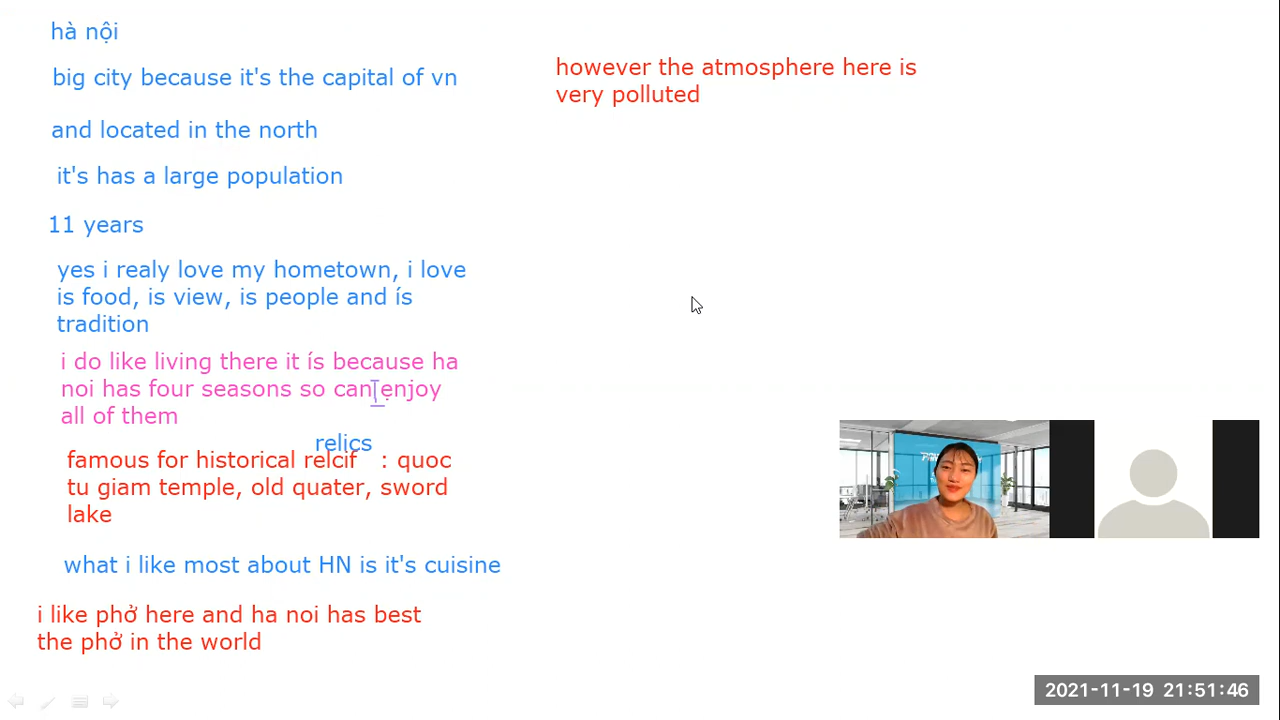 hà nội
big city because it's the capital of vn
and located in the north
it's has a large population
11 years
yes i realy love my hometown, i love
is food, is view, is people and ís
tradition
i do like living there it ís because ha
noi has four seasons so can enjoy
all of them
relics
famous for historical relcif : quoc
tu giam temple, old quater, sword
lake
what i like most about HN is it's cuisine
i like phở here and ha noi has best
the phở in the world
however the atmosphere here is
very polluted
2021-11-19 21:51:46